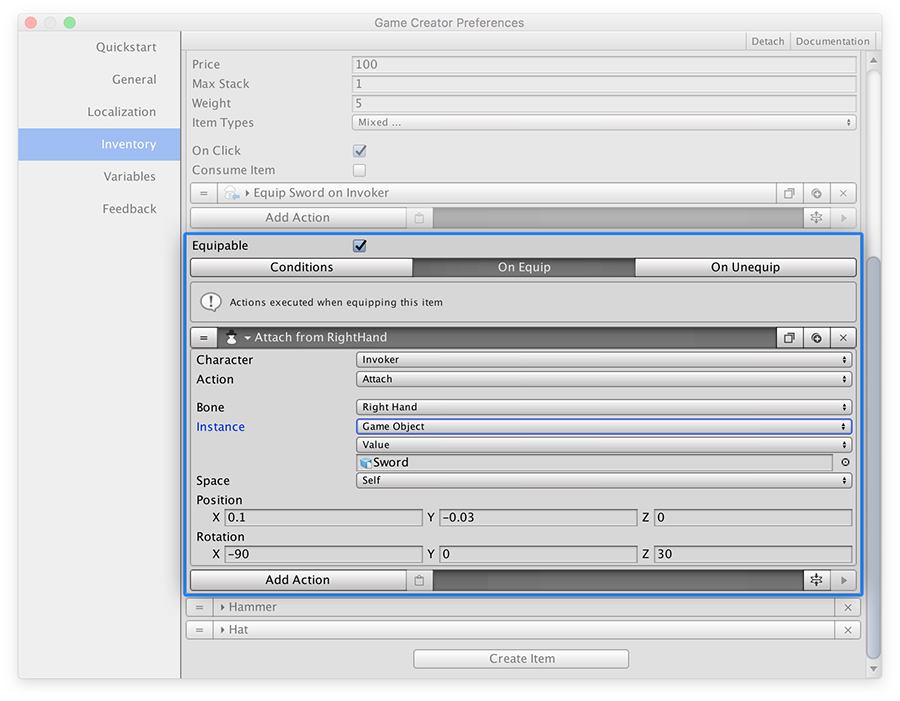 Game Creator Preferences
Quickstart
General
Localization
Inventory
Variables
Feedback
Detach Documentation
Price 100
Max Stack 1
Weight 5
Item Types Mixed ...
On Click
Consume Item
= Equip Sword on Invoker
Add Action
Equipable
Conditions On Equip On Unequip
! Actions executed when equipping this item
= Attach from RightHand
Character Invoker
Action Attach
Bone Right Hand
Instance Game Object
Value
Sword
Space Self
Position
X 0.1 Y -0.03 Z 0
Rotation
X -90 Y 0 Z 30
Add Action
= Hammer
= Hat
Create Item